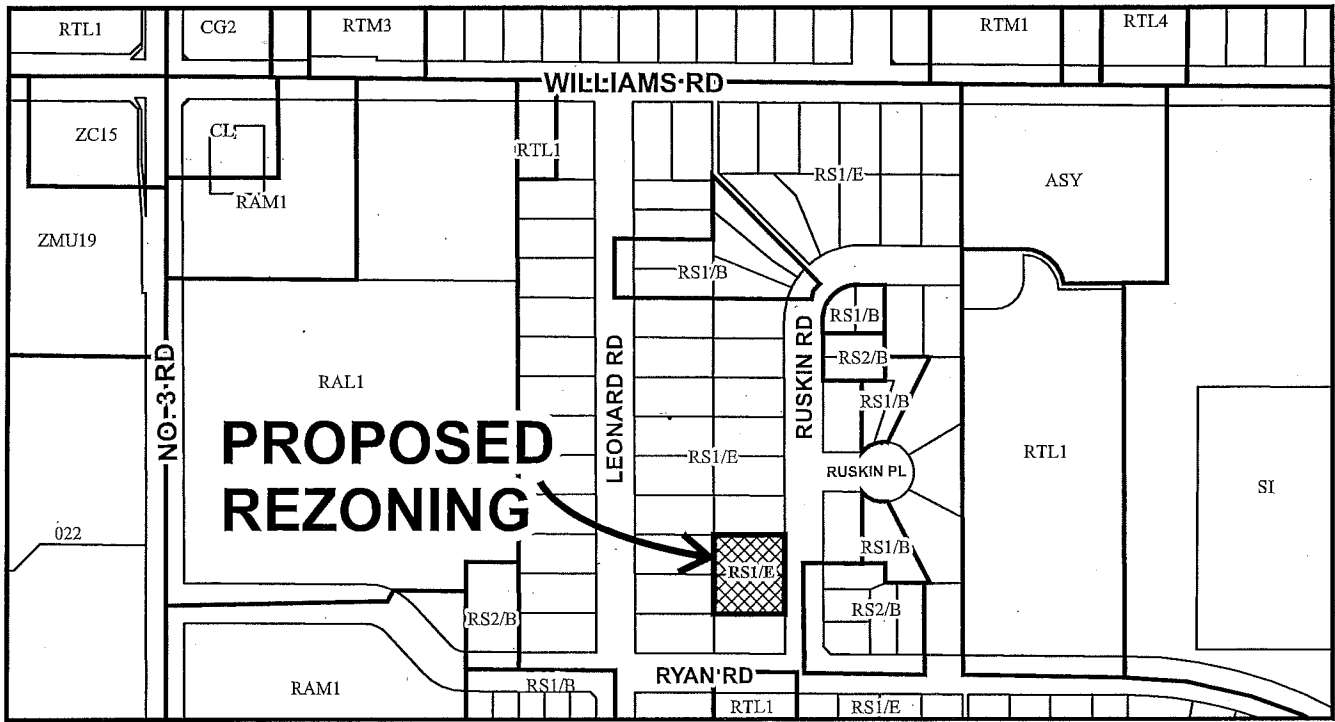 RTL1
CG2
RTM3
RTM1
RTL4
WILLIAMS RD
ZC15
CL
RTL1
RS1/E
ASY
RAM1
ZMU19
RS1/B
RS1/B
NO. 3 RD
LEONARD RD
RUSKIN RD
RS2/B
RAL1
RS1/B
PROPOSED
REZONING
RS1/E
RUSKIN PL
RTL1
SI
022
RS1/B
RS1/E
RS2/B
RS2/B
RYAN RD
RAM1
RS1/B
RTL1
RS1/E